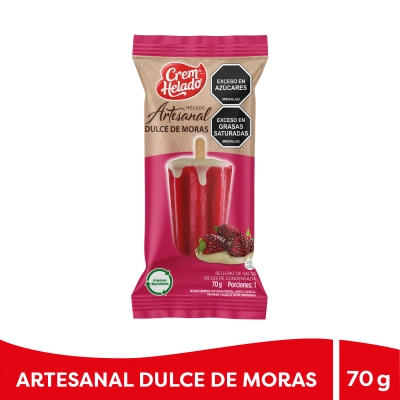 Crem
Helado
HELADO
Artesanal
DULCE DE MORAS
EXCESO EN
AZÚCARES
MINSALUD
EXCESO EN
GRASAS
SATURADAS
MINSALUD
RELLENO DE SALSA
DE LECHE CONDENSADA
70 g Porciones: 1
ARTESANAL DULCE DE MORAS
70 g